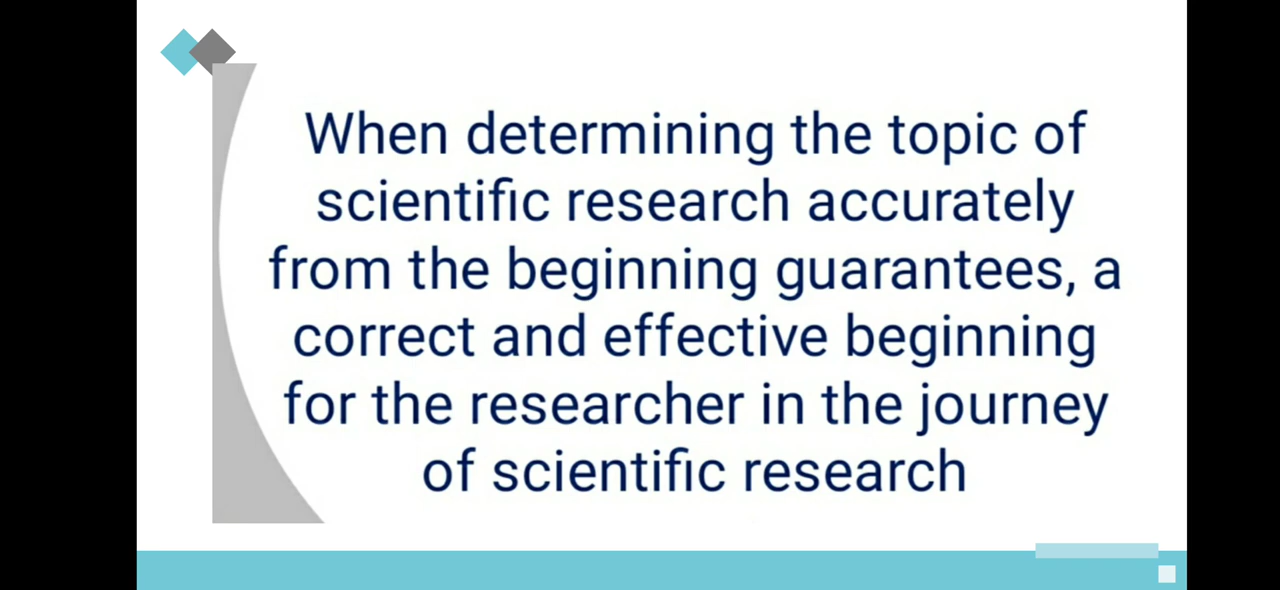 When determining the topic of
scientific research accurately
from the beginning guarantees, a
correct and effective beginning
for the researcher in the journey
of scientific research